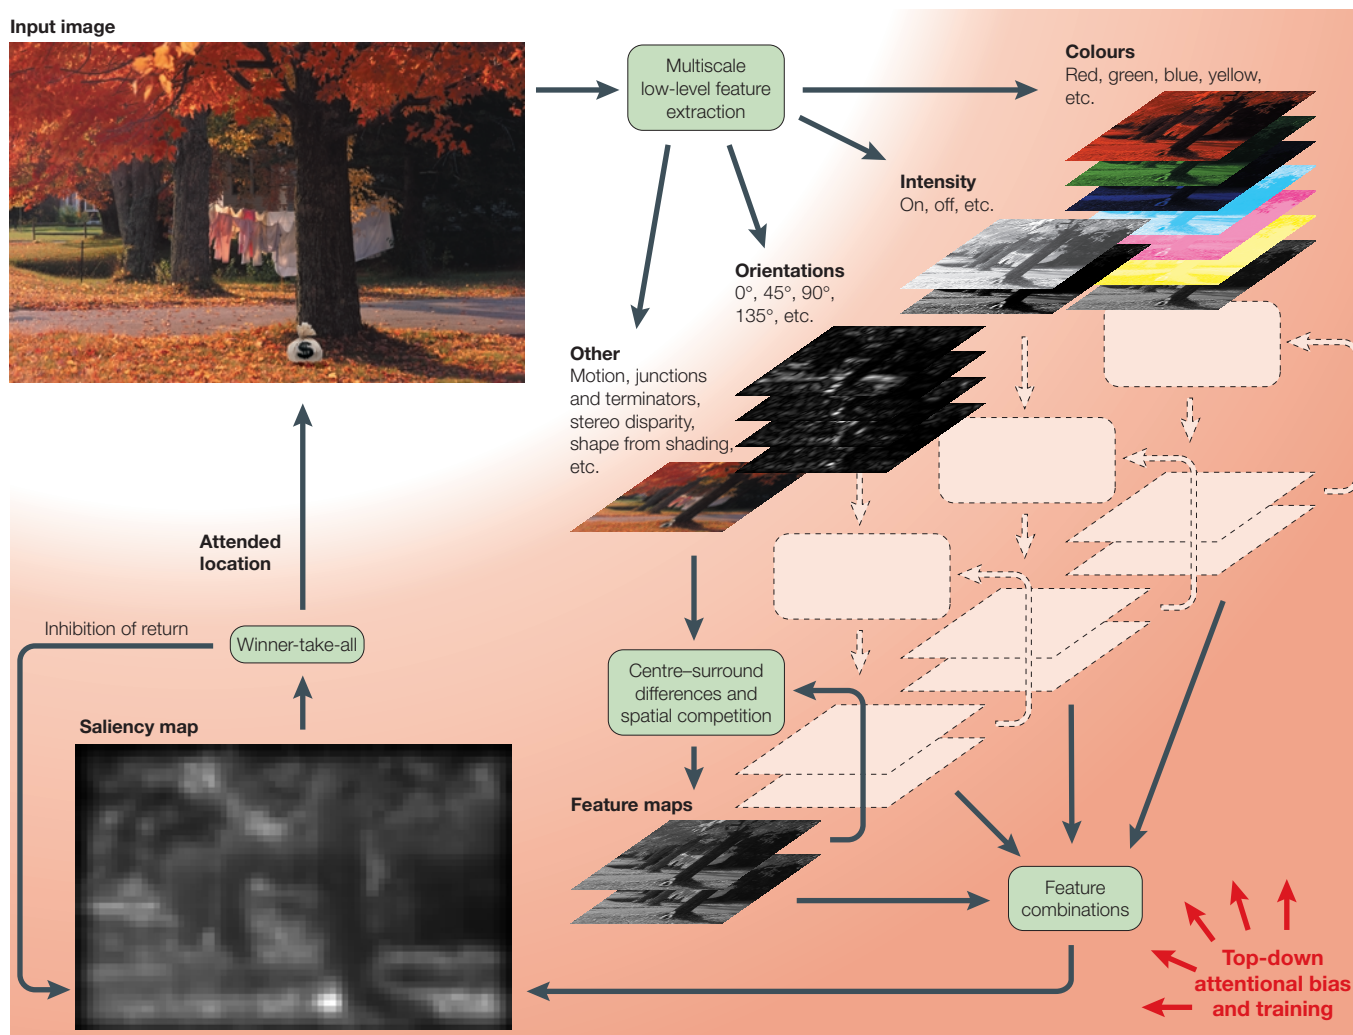 Input image
Multiscale
low-level feature
extraction
Colours
Red, green, blue, yellow,
etc.
Intensity
On, off, etc.
Orientations
0°, 45°, 90°,
135°, etc.
Other
Motion, junctions
and terminators,
stereo disparity,
shape from shading,
etc.
$
Attended
location
Inhibition of return
Winner-take-all
Centre–surround
differences and
spatial competition
Saliency map
Feature maps
Feature
combinations
Top-down
attentional bias
and training